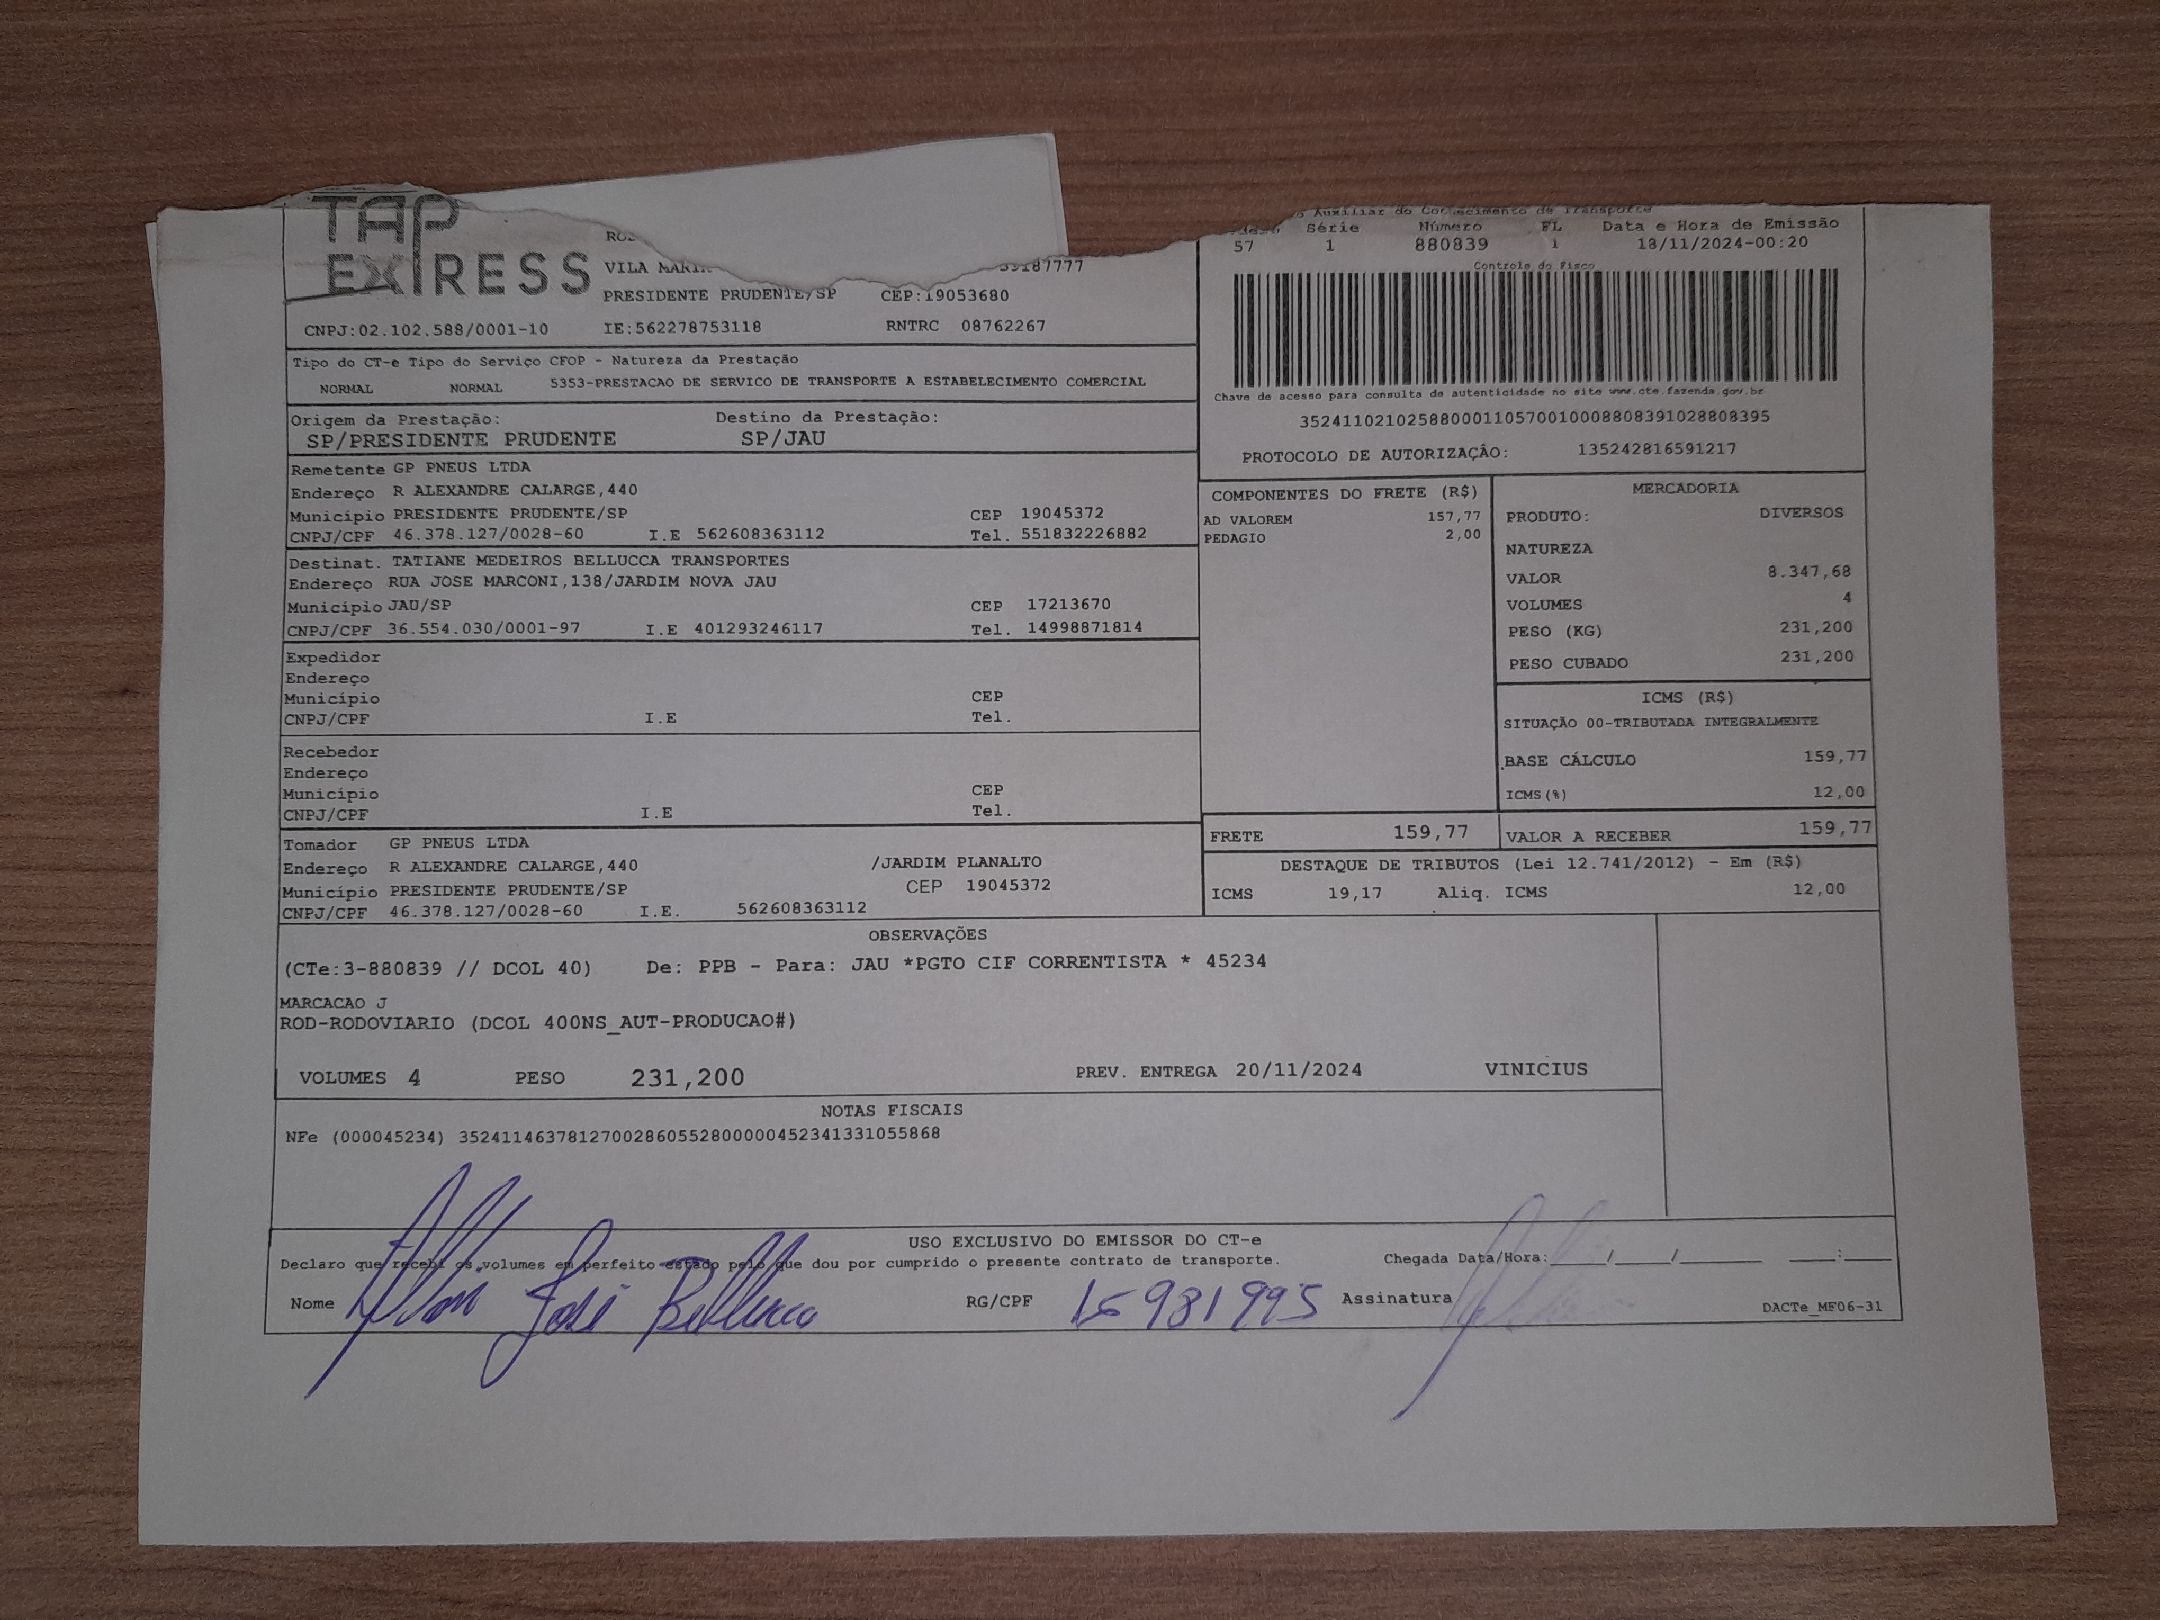 TAP
EXPRESS
VILA
PRESIDENTE PRUDENTE/SP CEP:19053680
CNPJ:02.102.588/0001-10 IE:562278753118 RNTRC 08762267
Auxiliar do Conhecimento de Transporte
Série Número FL Data e Hora de Emissão
57 1 880839 1 18/11/2024-00:20
Controle do Fisco
Chave de acesso para consulta de autenticidade no site www.cte.fazenda.gov.br
35241102102588000110570010008808391028808395
PROTOCOLO DE AUTORIZAÇÂO: 135242816591217
Tipo do CT-e Tipo do Serviço CFOP - Natureza da Prestação
NORMAL NORMAL 5353-PRESTACAO DE SERVICO DE TRANSPORTE A ESTABELECIMENTO COMERCIAL
Origem da Prestação: Destino da Prestação:
SP/PRESIDENTE PRUDENTE SP/JAU
Remetente GP PNEUS LTDA
Endereço R ALEXANDRE CALARGE,440
Município PRESIDENTE PRUDENTE/SP CEP 19045372
CNPJ/CPF 46.378.127/0028-60 I.E 562608363112 Tel. 551832226882
Destinat. TATIANE MEDEIROS BELLUCCA TRANSPORTES
Endereço RUA JOSE MARCONI,138/JARDIM NOVA JAU
Município JAU/SP CEP 17213670
CNPJ/CPF 36.554.030/0001-97 I.E 401293246117 Tel. 14998871814
Expedidor
Endereço
Município CEP
CNPJ/CPF I.E Tel.
Recebedor
Endereço
Município CEP
CNPJ/CPF I.E Tel.
Tomador GP PNEUS LTDA
Endereço R ALEXANDRE CALARGE,440 /JARDIM PLANALTO
Município PRESIDENTE PRUDENTE/SP CEP 19045372
CNPJ/CPF 46.378.127/0028-60 I.E. 562608363112
COMPONENTES DO FRETE (R$)
AD VALOREM 157,77
PEDAGIO 2,00
MERCADORIA
PRODUTO: DIVERSOS
NATUREZA
VALOR 8.347,68
VOLUMES 4
PESO (KG) 231,200
PESO CUBADO 231,200
ICMS (R$)
SITUAÇÃO 00-TRIBUTADA INTEGRALMENTE
BASE CÁLCULO 159,77
ICMS(%) 12,00
FRETE 159,77 VALOR A RECEBER 159,77
DESTAQUE DE TRIBUTOS (Lei 12.741/2012) - Em (R$)
ICMS 19,17 Aliq. ICMS 12,00
OBSERVAÇÕES
(CTe:3-880839 // DCOL 40) De: PPB - Para: JAU *PGTO CIF CORRENTISTA * 45234
MARCACAO J
ROD-RODOVIARIO (DCOL 400NS_AUT-PRODUCAO#)
VOLUMES 4 PESO 231,200 PREV. ENTREGA 20/11/2024 VINICIUS
NOTAS FISCAIS
NFe (000045234) 35241146378127002860552800000452341331055868
USO EXCLUSIVO DO EMISSOR DO CT-e
Declaro que recebi os volumes em perfeito estado pelo que dou por cumprido o presente contrato de transporte. Chegada Data/Hora:____/____/______ ____:____
Nome José Bellucca RG/CPF 16981995 Assinatura
DACTe_MF06-31